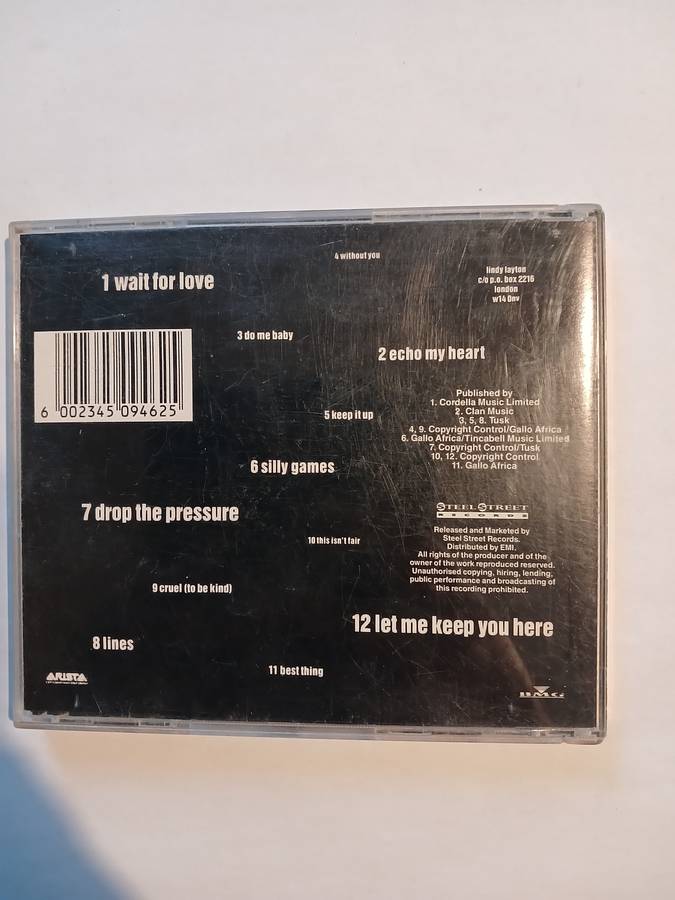 4 without you
1 wait for love
lindy layton
c/o p.o. box 2216
london
w14 0nv
3 do me baby
2 echo my heart
6 002345 094625
5 keep it up
Published by
1. Cordella Music Limited
2. Clan Music
3, 5, 8. Tusk
4, 9. Copyright Control/Gallo Africa
6. Gallo Africa/Tincabell Music Limited
7. Copyright Control/Tusk
10, 12. Copyright Control
11. Gallo Africa
6 silly games
7 drop the pressure
STEEL STREET
RECORDS
10 this isn't fair
Released and Marketed by
Steel Street Records.
Distributed by EMI.
All rights of the producer and of the
owner of the work reproduced reserved.
Unauthorised copying, hiring, lending,
public performance and broadcasting of
this recording prohibited.
9 cruel (to be kind)
12 let me keep you here
8 lines
11 best thing
ARISTA
BMG